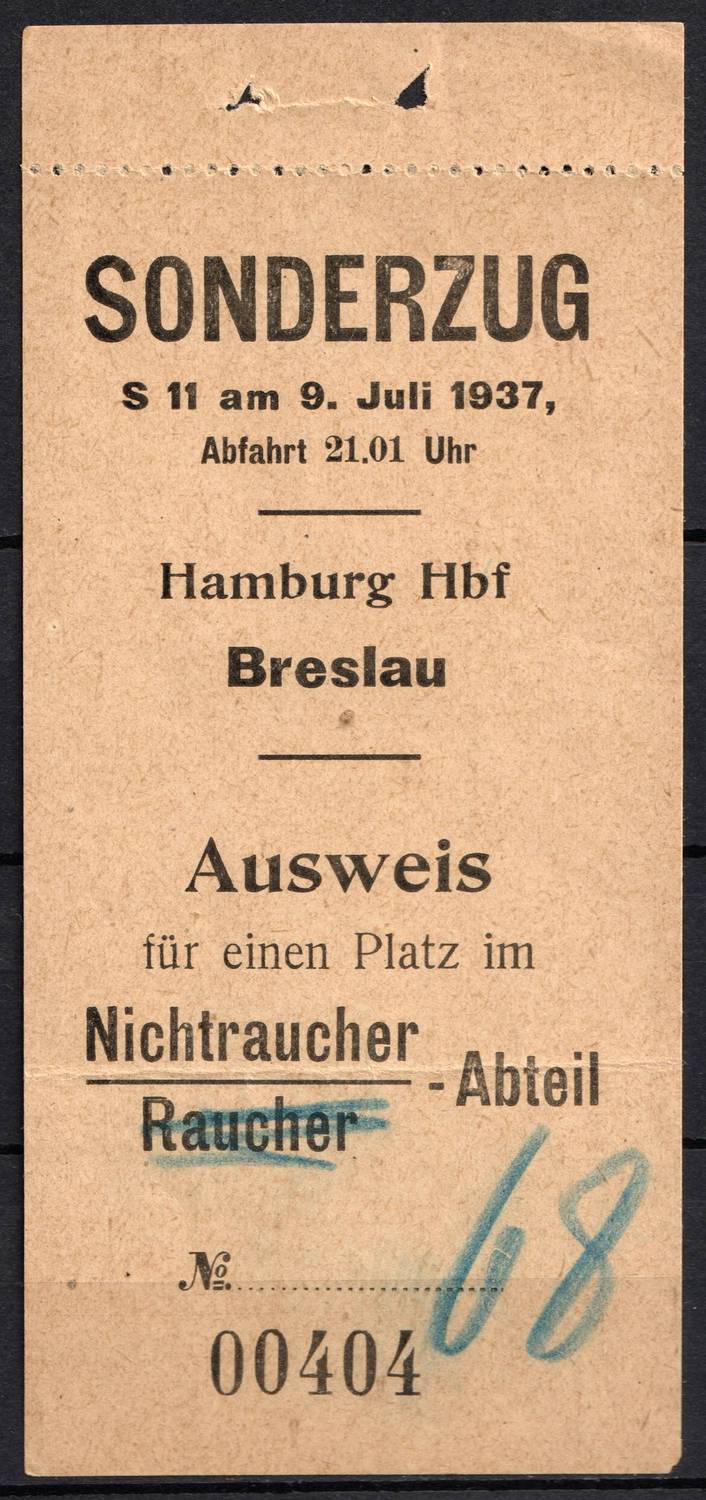 SONDERZUG
S 11 am 9. Juli 1937,
Abfahrt 21.01 Uhr
Hamburg Hbf
Breslau
Ausweis
für einen Platz im
Nichtraucher
Raucher - Abteil
68
№
00404